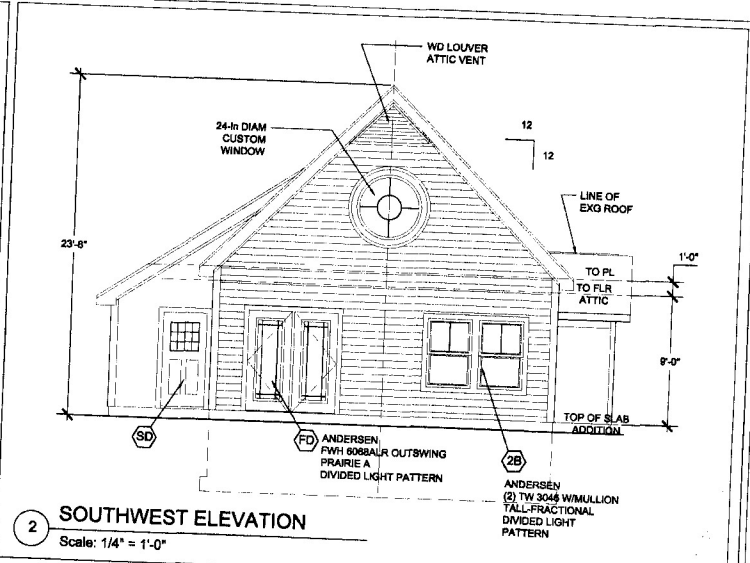 WD LOUVER
ATTIC VENT
24-In DIAM
CUSTOM
WINDOW
12
12
LINE OF
EXG ROOF
23'-8"
1'-0"
TO PL
TO FLR
ATTIC
9'-0"
TOP OF SLAB
ADDITION
SD
FD
ANDERSEN
FWH 6068ALR OUTSWING
PRAIRIE A
DIVIDED LIGHT PATTERN
2B
ANDERSEN
(2) TW 3046 W/MULLION
TALL-FRACTIONAL
DIVIDED LIGHT
PATTERN
2
SOUTHWEST ELEVATION
Scale: 1/4" = 1'-0"